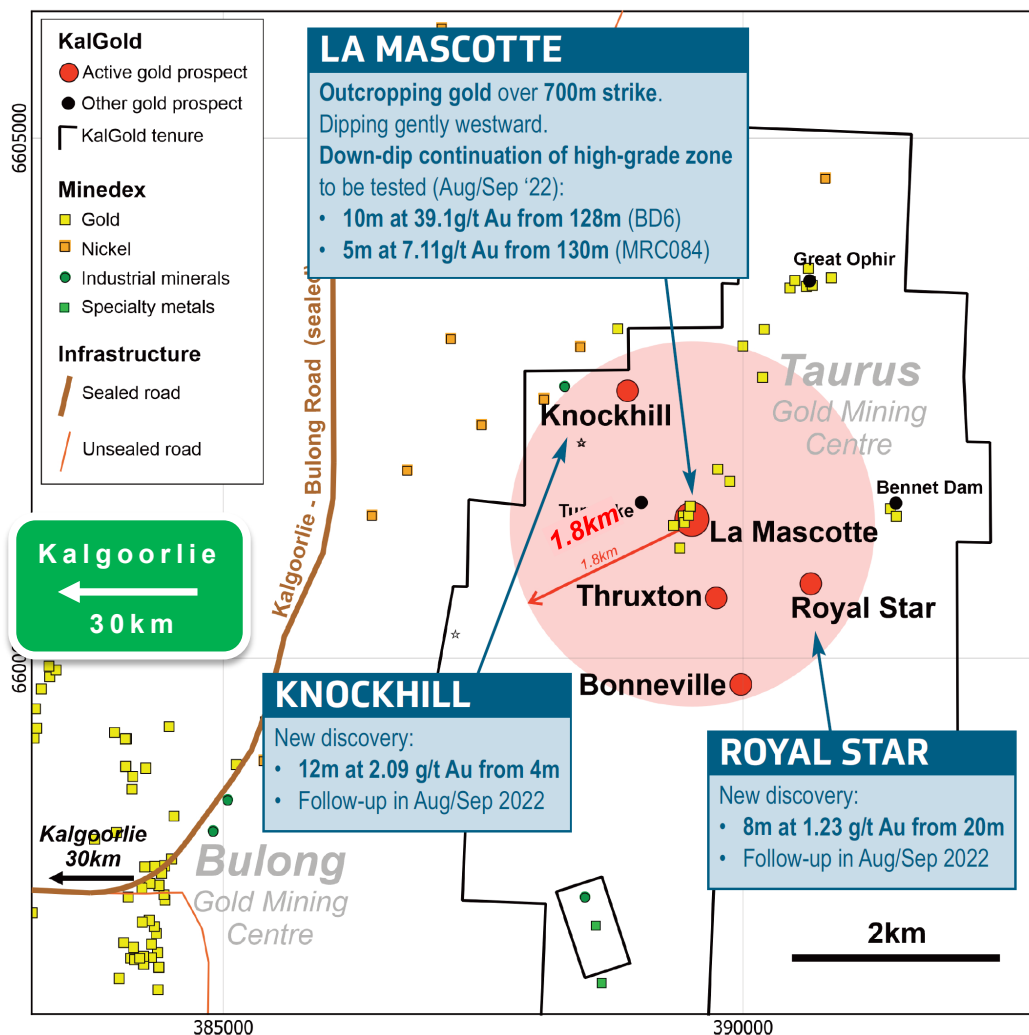 KalGold
Active gold prospect
Other gold prospect
KalGold tenure
Minedex
Gold
Nickel
Industrial minerals
Specialty metals
Infrastructure
Sealed road
Unsealed road
6605000
LA MASCOTTE
Outcropping gold over 700m strike.
Dipping gently westward.
Down-dip continuation of high-grade zone
to be tested (Aug/Sep ‘22):
• 10m at 39.1g/t Au from 128m (BD6)
• 5m at 7.11g/t Au from 130m (MRC084)
Great Ophir
Taurus
Gold Mining
Centre
Knockhill
Bennet Dam
1.8km
1.8km
La Mascotte
Thruxton
Royal Star
Bonneville
Kalgoorlie - Bulong Road (sealed
Kalgoorlie
30km
KNOCKHILL
New discovery:
• 12m at 2.09 g/t Au from 4m
• Follow-up in Aug/Sep 2022
ROYAL STAR
New discovery:
• 8m at 1.23 g/t Au from 20m
• Follow-up in Aug/Sep 2022
Kalgoorlie
30km
Bulong
Gold Mining
Centre
2km
385000
390000